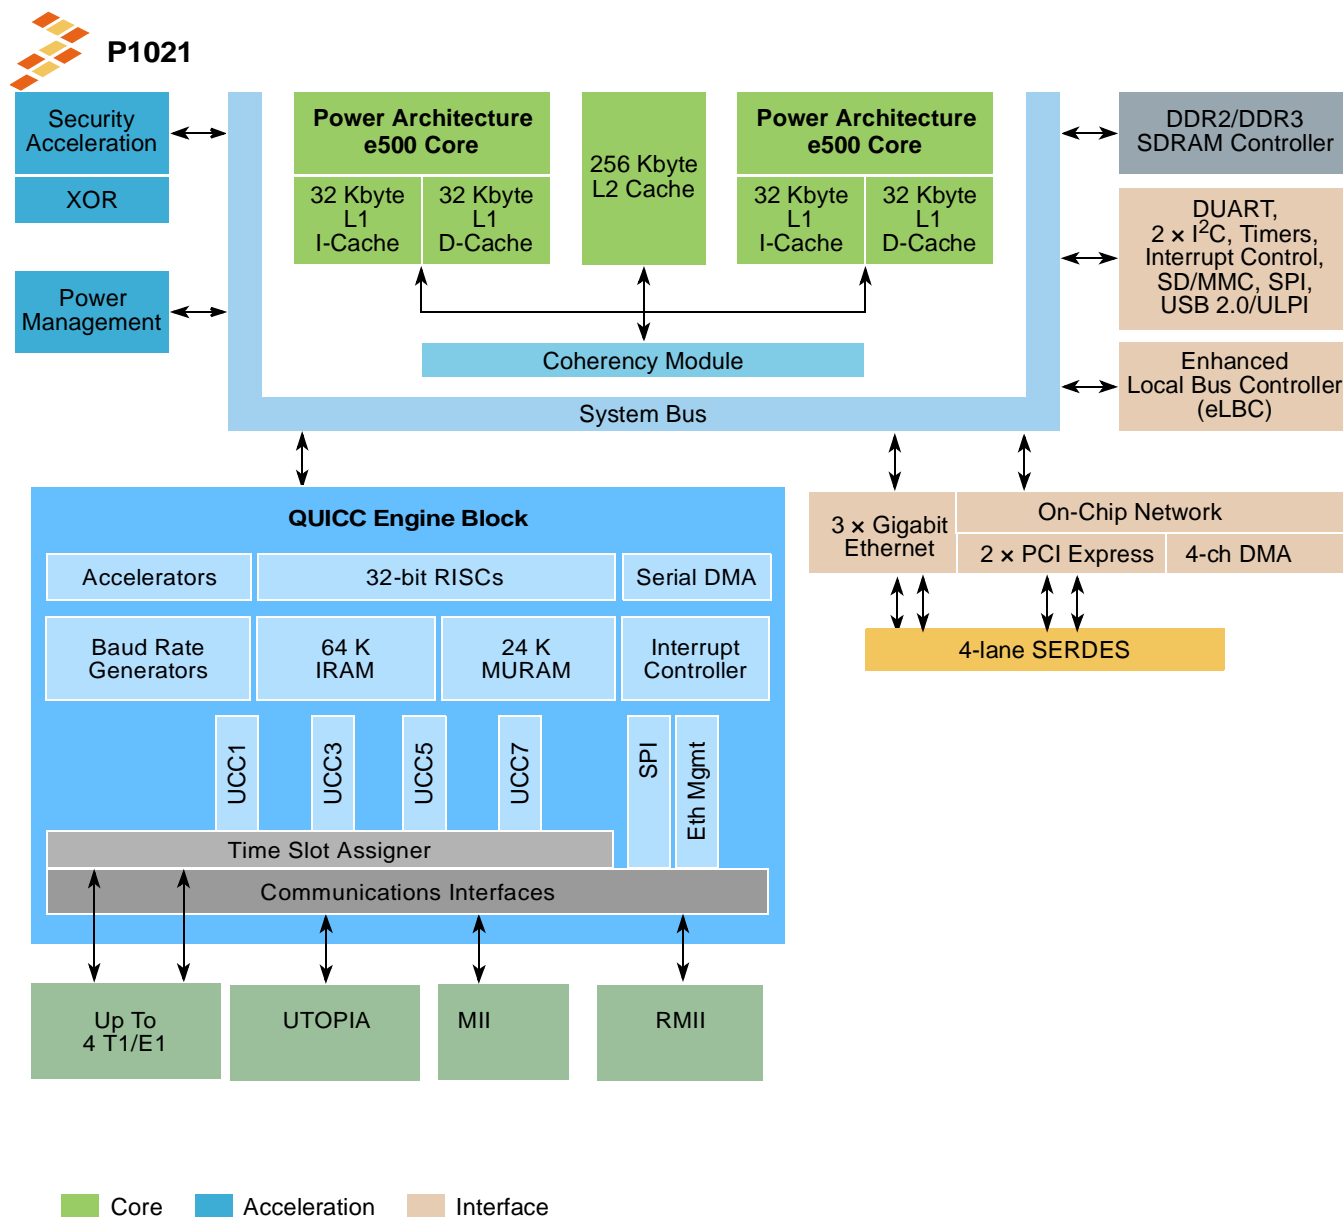 P1021
Security
Acceleration
XOR
Power
Management
Power Architecture
e500 Core
32 Kbyte
L1
I-Cache
32 Kbyte
L1
D-Cache
256 Kbyte
L2 Cache
Power Architecture
e500 Core
32 Kbyte
L1
I-Cache
32 Kbyte
L1
D-Cache
Coherency Module
System Bus
DDR2/DDR3
SDRAM Controller
DUART,
2 × I²C, Timers,
Interrupt Control,
SD/MMC, SPI,
USB 2.0/ULPI
Enhanced
Local Bus Controller
(eLBC)
QUICC Engine Block
Accelerators
32-bit RISCs
Serial DMA
Baud Rate
Generators
64 K
IRAM
24 K
MURAM
Interrupt
Controller
UCC1
UCC3
UCC5
UCC7
SPI
Eth Mgmt
Time Slot Assigner
Communications Interfaces
3 × Gigabit
Ethernet
On-Chip Network
2 × PCI Express
4-ch DMA
4-lane SERDES
Up To
4 T1/E1
UTOPIA
MII
RMII
Core
Acceleration
Interface